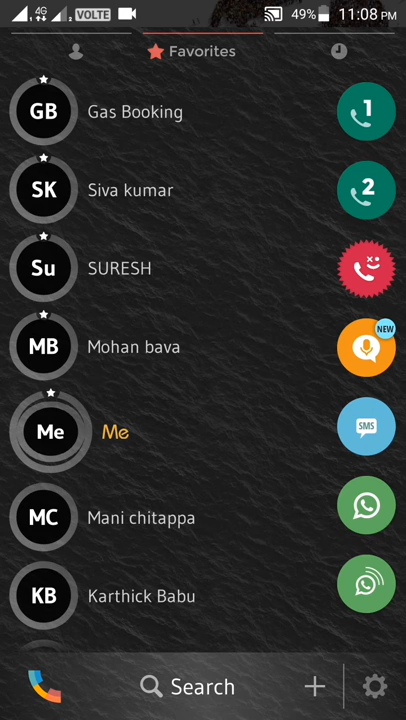 4G VOLTE 49% 11:08 PM
Favorites
GB Gas Booking 1
SK Siva kumar 2
Su SURESH
MB Mohan bava NEW
Me Me SMS
MC Mani chitappa
KB Karthick Babu
Search